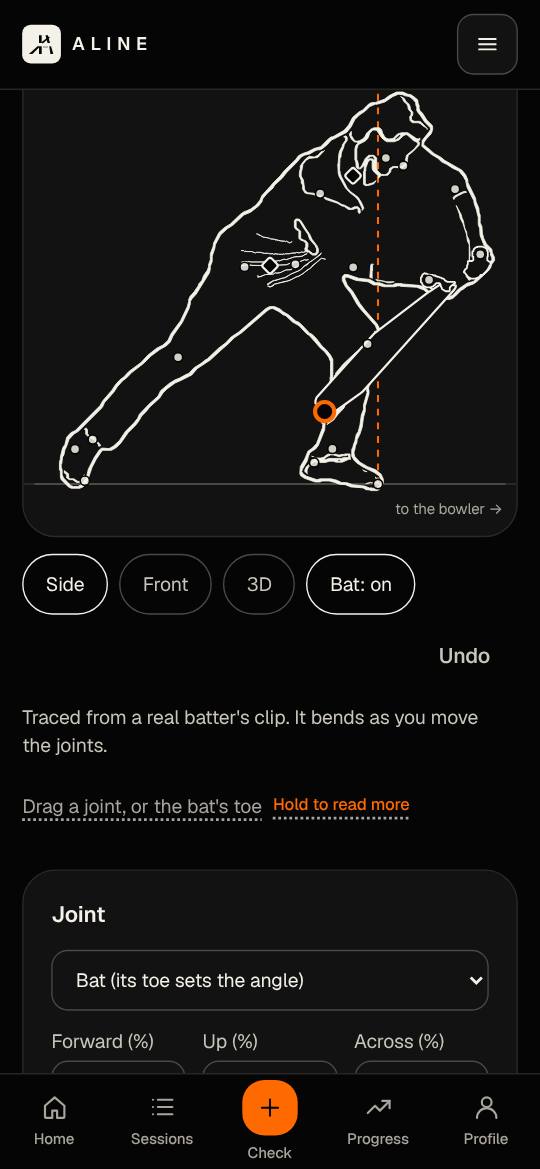 ALINE
to the bowler →
Side
Front
3D
Bat: on
Undo
Traced from a real batter's clip. It bends as you move
the joints.
Drag a joint, or the bat's toe
Hold to read more
Joint
Bat (its toe sets the angle)
Forward (%)
Up (%)
Across (%)
Home
Sessions
Check
Progress
Profile